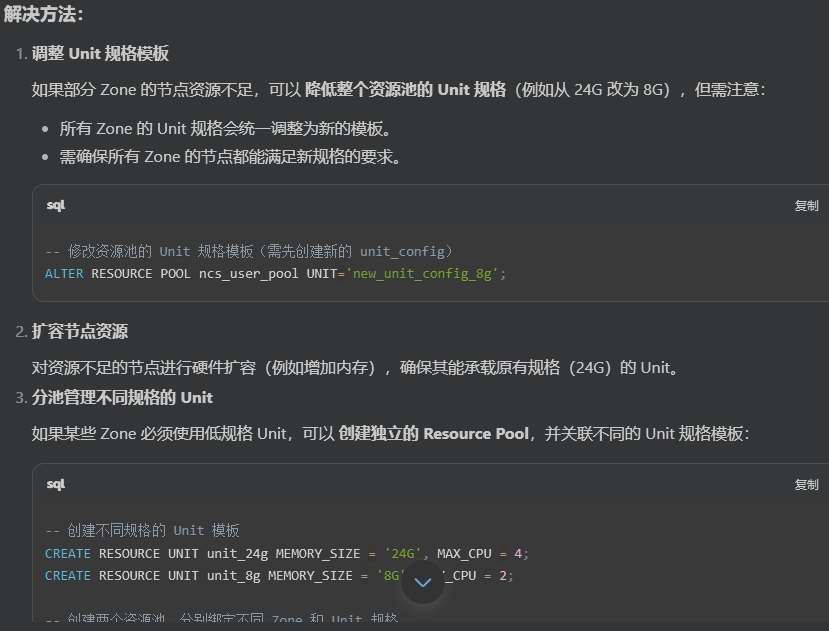 解决方法：
1. 调整 Unit 规格模板
如果部分 Zone 的节点资源不足，可以 降低整个资源池的 Unit 规格（例如从 24G 改为 8G），但需注意：
• 所有 Zone 的 Unit 规格会统一调整为新的模板。
• 需确保所有 Zone 的节点都能满足新规格的要求。
sql 复制
-- 修改资源池的 Unit 规格模板（需先创建新的 unit_config）
ALTER RESOURCE POOL ncs_user_pool UNIT='new_unit_config_8g';
2. 扩容节点资源
对资源不足的节点进行硬件扩容（例如增加内存），确保其能承载原有规格（24G）的 Unit。
3. 分池管理不同规格的 Unit
如果某些 Zone 必须使用低规格 Unit，可以 创建独立的 Resource Pool，并关联不同的 Unit 规格模板：
sql 复制
-- 创建不同规格的 Unit 模板
CREATE RESOURCE UNIT unit_24g MEMORY_SIZE = '24G', MAX_CPU = 4;
CREATE RESOURCE UNIT unit_8g MEMORY_SIZE = '8G' _CPU = 2;
-- 创建两个资源池，分别绑定不同 Zone 和 Unit 规格